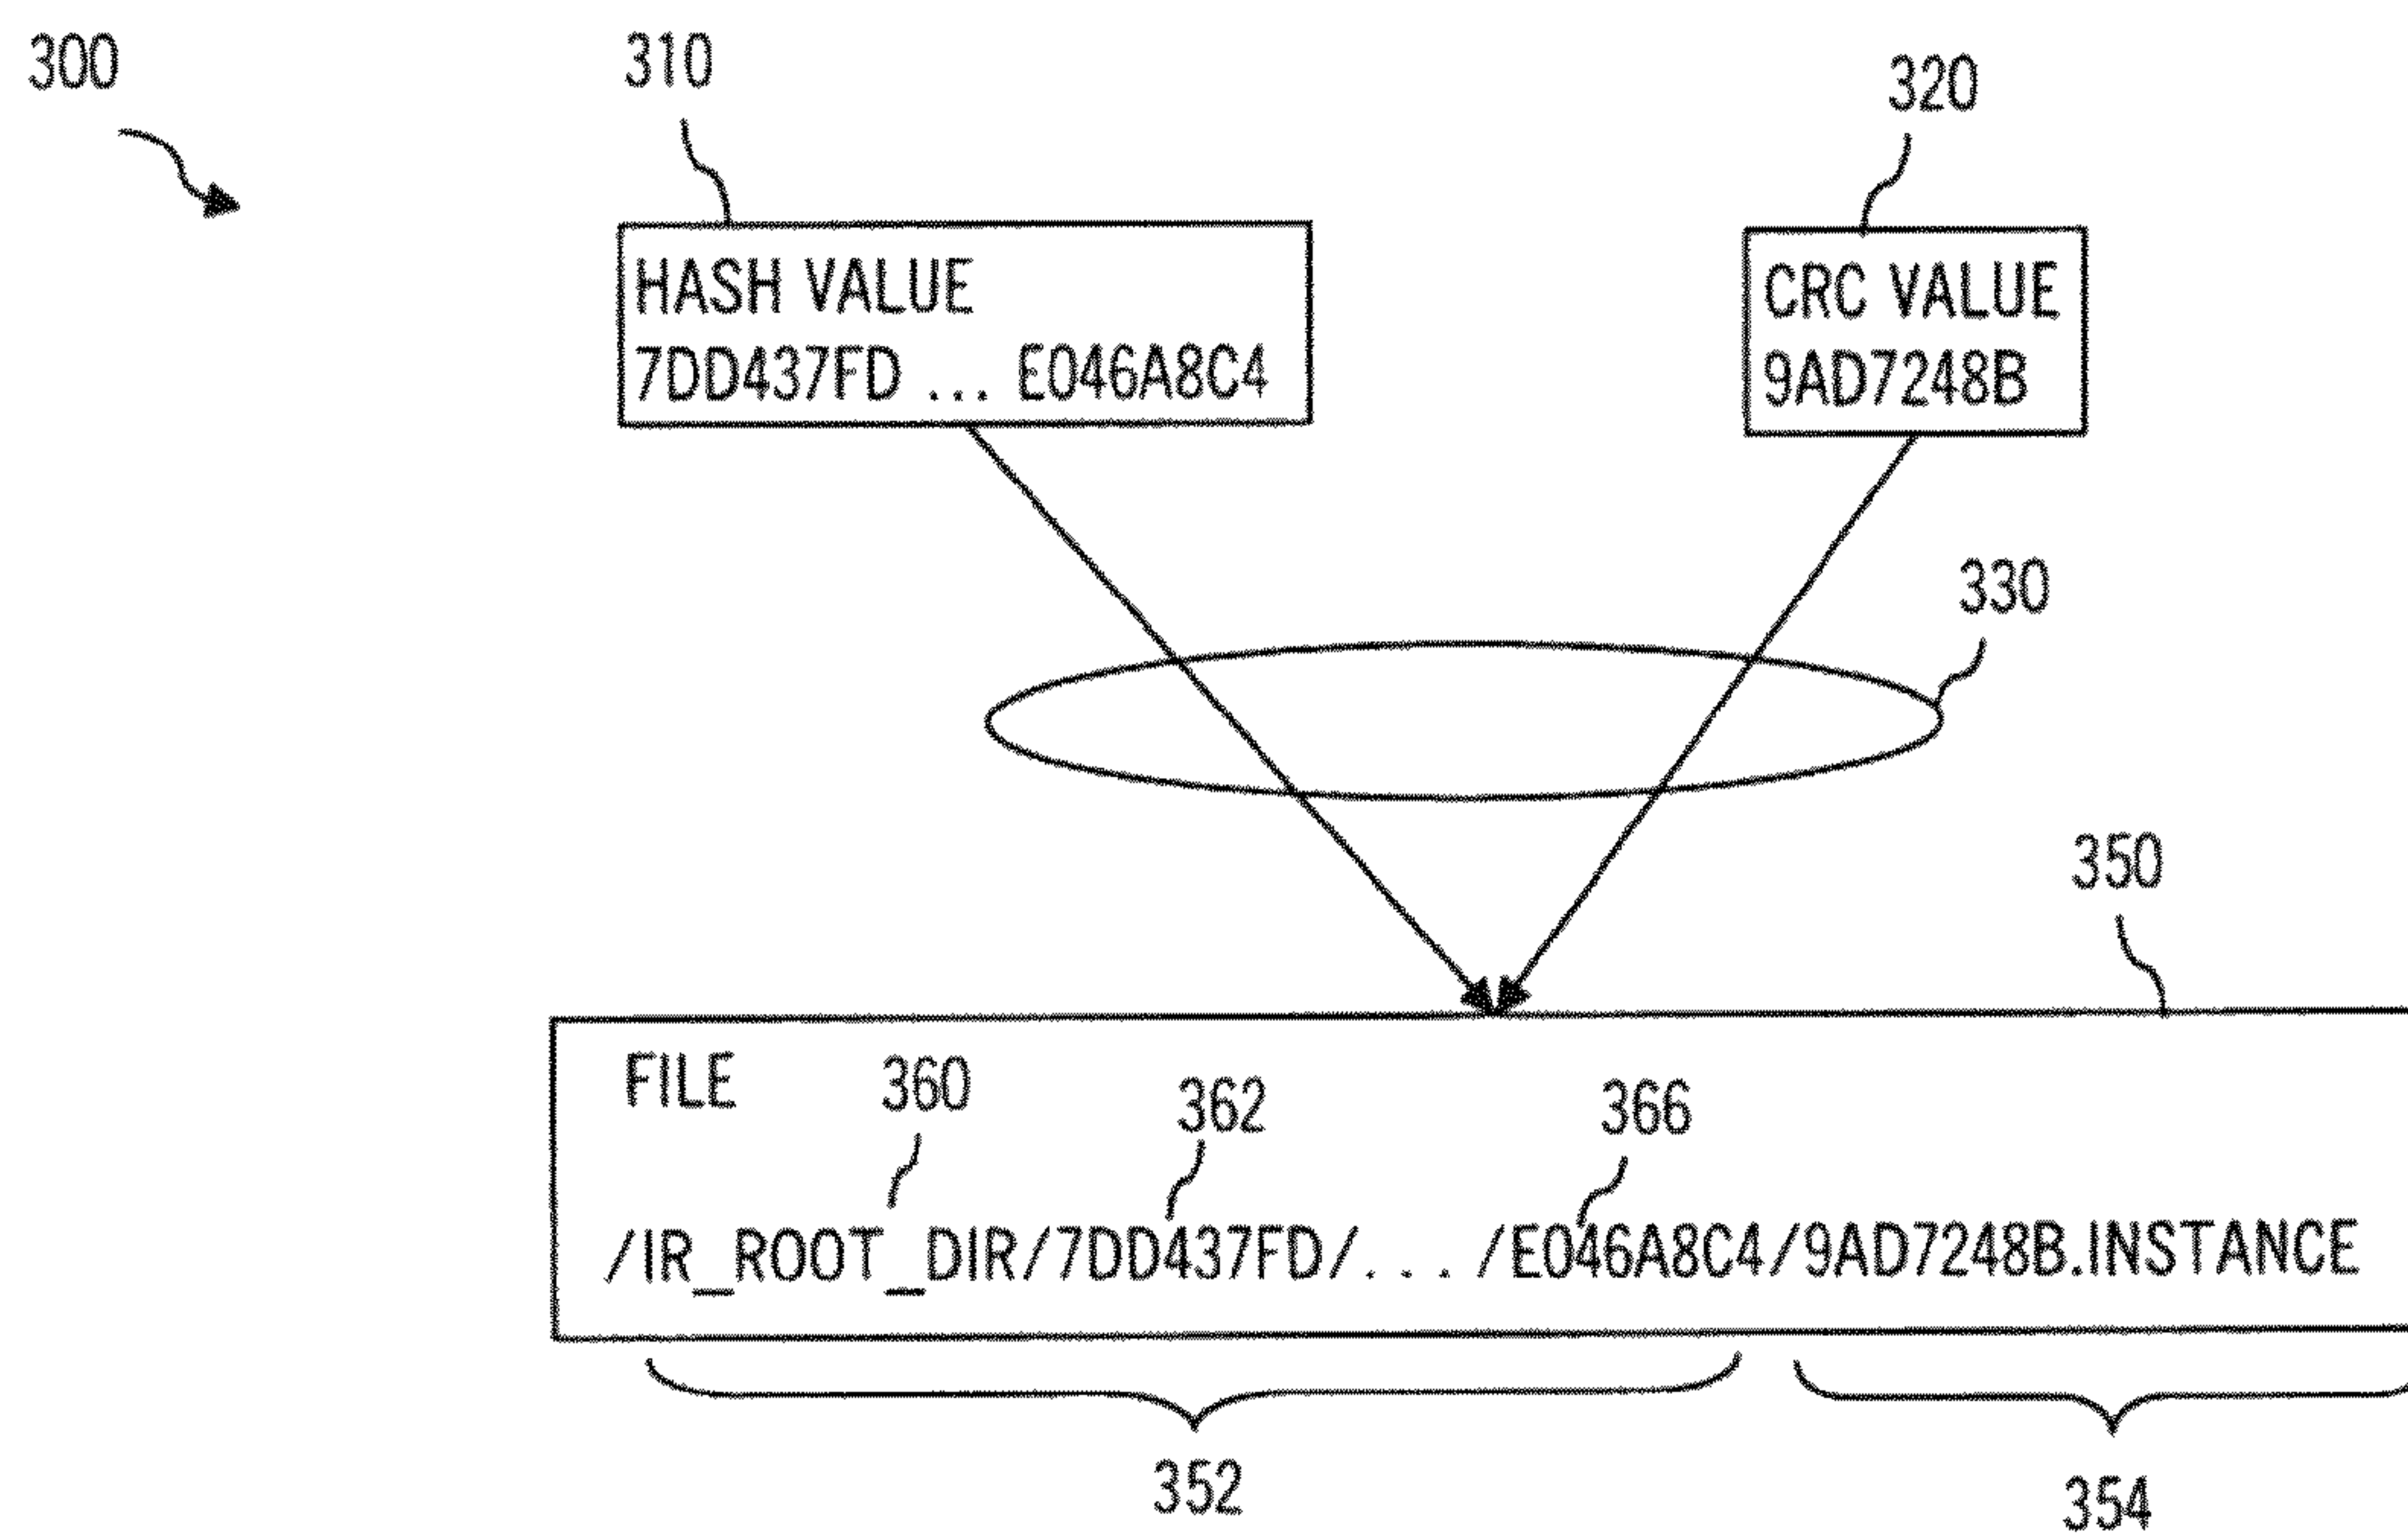 300
310
320
HASH VALUE
7DD437FD ... E046A8C4
CRC VALUE
9AD7248B
330
350
FILE
360
362
366
/IR_ROOT_DIR/7DD437FD/... /E046A8C4/9AD7248B.INSTANCE
352
354